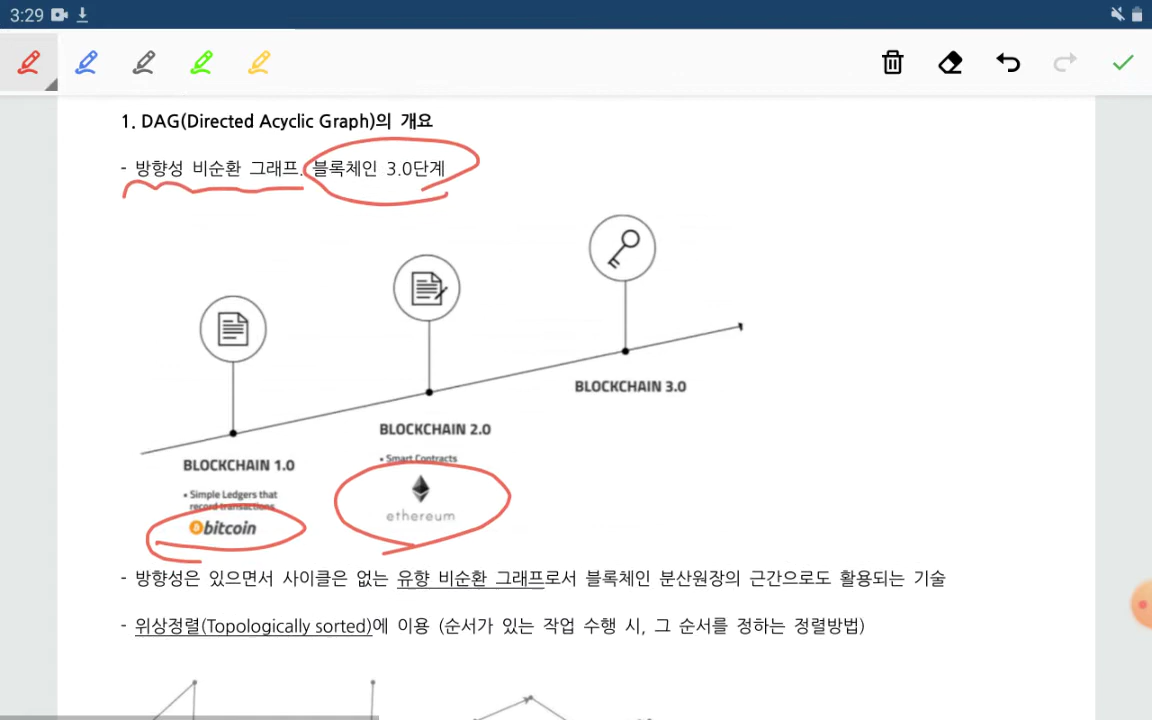 3:29
1. DAG(Directed Acyclic Graph)의 개요
- 방향성 비순환 그래프. 블록체인 3.0단계
BLOCKCHAIN 3.0
BLOCKCHAIN 2.0
• Smart Contracts
ethereum
BLOCKCHAIN 1.0
• Simple Ledgers that
record transactions
bitcoin
- 방향성은 있으면서 사이클은 없는 유향 비순환 그래프로서 블록체인 분산원장의 근간으로도 활용되는 기술
- 위상정렬(Topologically sorted)에 이용 (순서가 있는 작업 수행 시, 그 순서를 정하는 정렬방법)